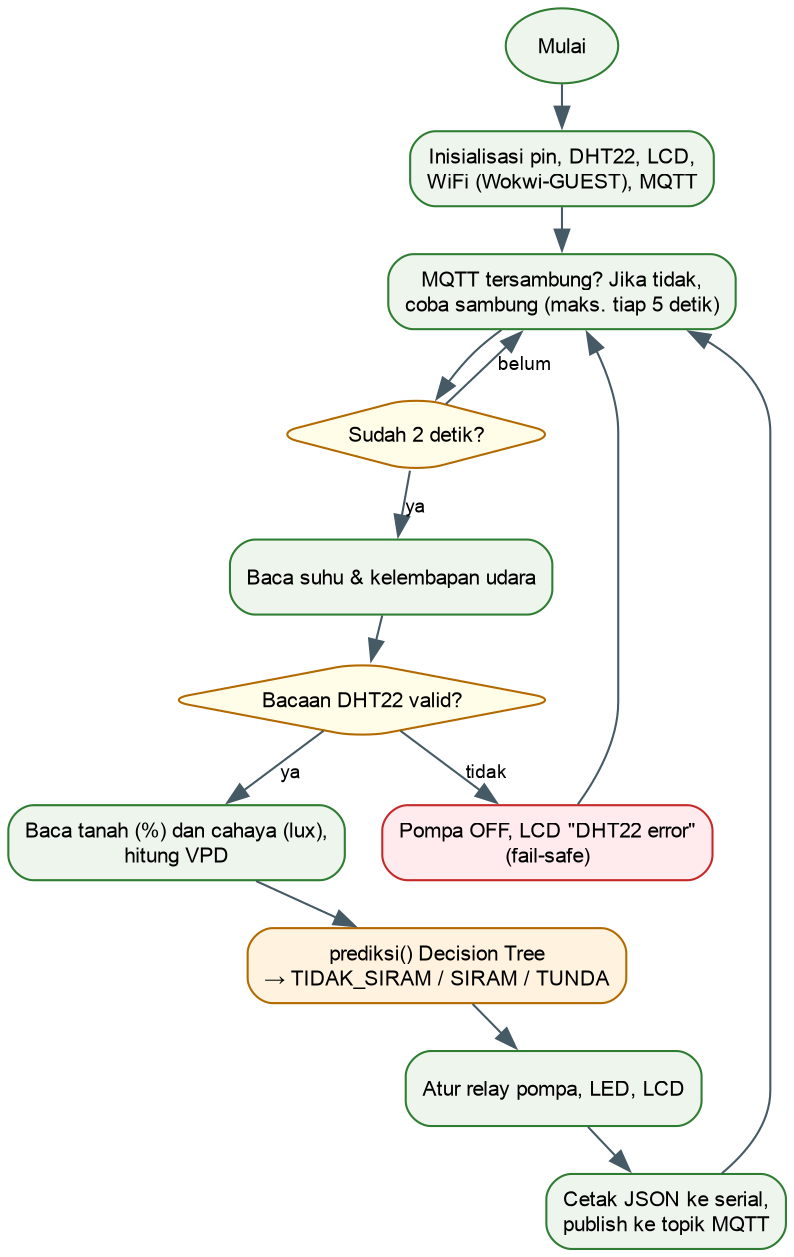 Mulai
Inisialisasi pin, DHT22, LCD,
WiFi (Wokwi-GUEST), MQTT
MQTT tersambung? Jika tidak,
coba sambung (maks. tiap 5 detik)
belum
Sudah 2 detik?
ya
Baca suhu & kelembapan udara
Bacaan DHT22 valid?
ya
tidak
Baca tanah (%) dan cahaya (lux),
hitung VPD
Pompa OFF, LCD "DHT22 error"
(fail-safe)
prediksi() Decision Tree
→ TIDAK_SIRAM / SIRAM / TUNDA
Atur relay pompa, LED, LCD
Cetak JSON ke serial,
publish ke topik MQTT